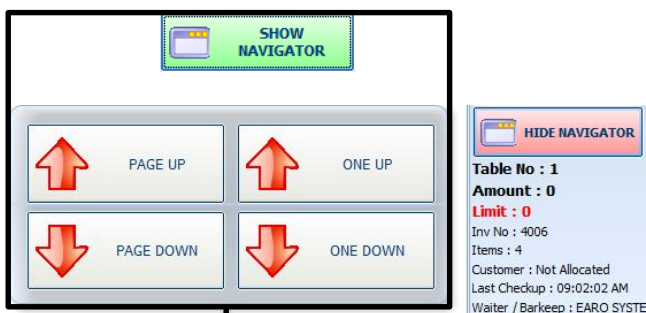 SHOW
NAVIGATOR
PAGE UP
ONE UP
PAGE DOWN
ONE DOWN
HIDE NAVIGATOR
Table No : 1
Amount : 0
Limit : 0
Inv No : 4006
Items : 4
Customer : Not Allocated
Last Checkup : 09:02:02 AM
Waiter / Barkeep : EARO SYSTE